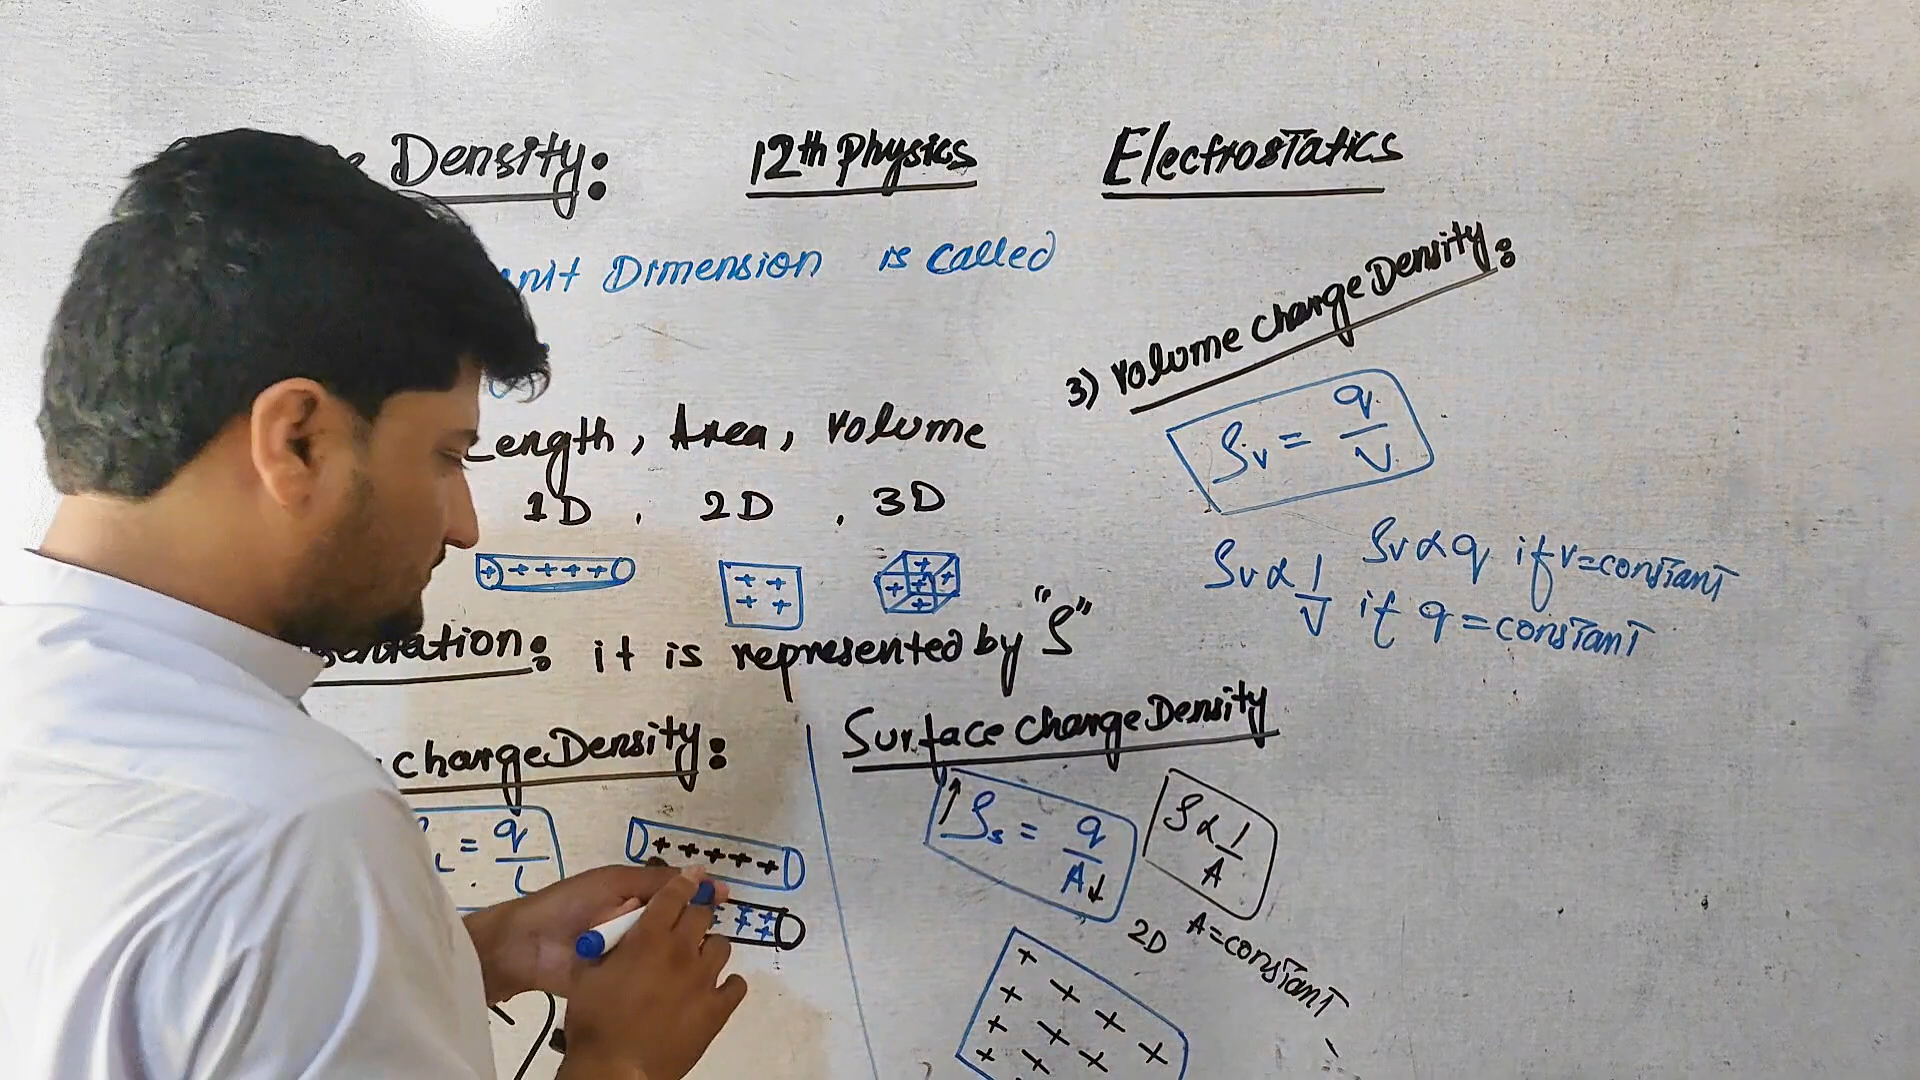 Density:
12th Physics
Electrostatics
unit Dimension is called
Length, Area, Volume
1D , 2D , 3D
it is represented by "ρ"
charge Density:
= q/L
Surface charge Density
↑ρs = q/A↓
ρ ∝ 1/A
2D
A=constant
3) Volume Charge Density:
ρv = q/V
ρv ∝ q if V=constant
ρv ∝ 1/V if q = constant